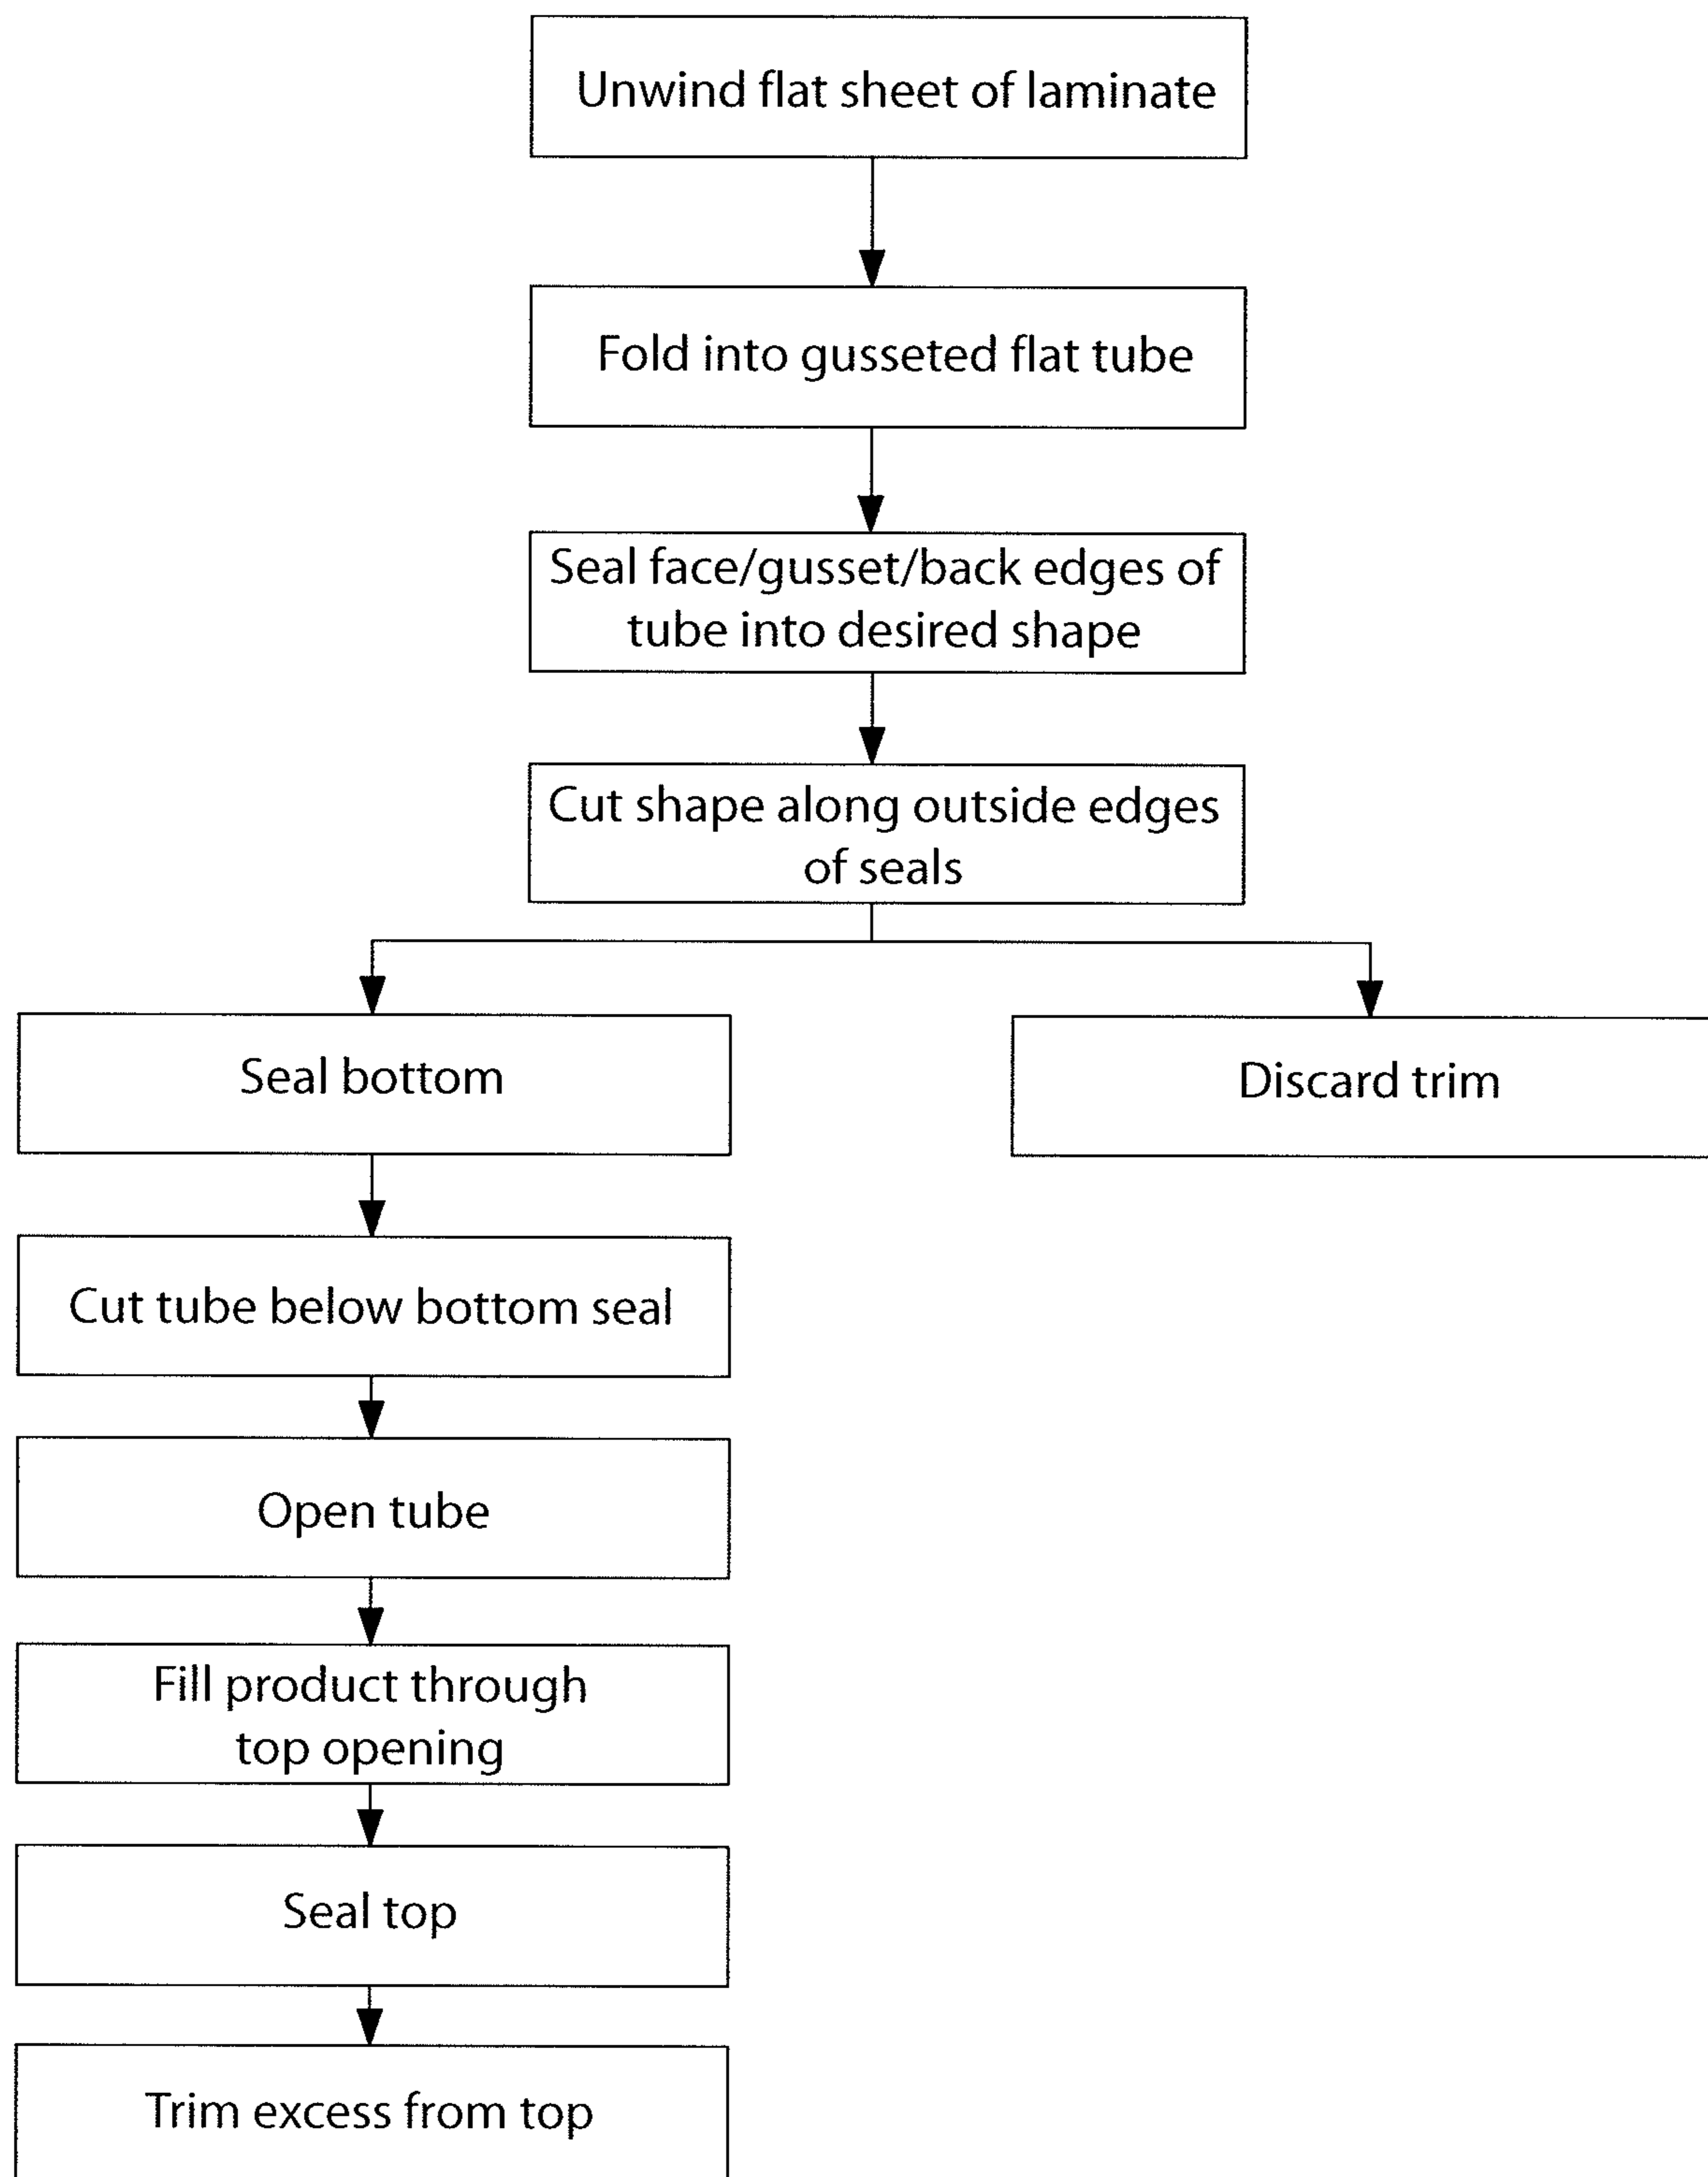 Unwind flat sheet of laminate
Fold into gusseted flat tube
Seal face/gusset/back edges of
tube into desired shape
Cut shape along outside edges
of seals
Seal bottom
Discard trim
Cut tube below bottom seal
Open tube
Fill product through
top opening
Seal top
Trim excess from top